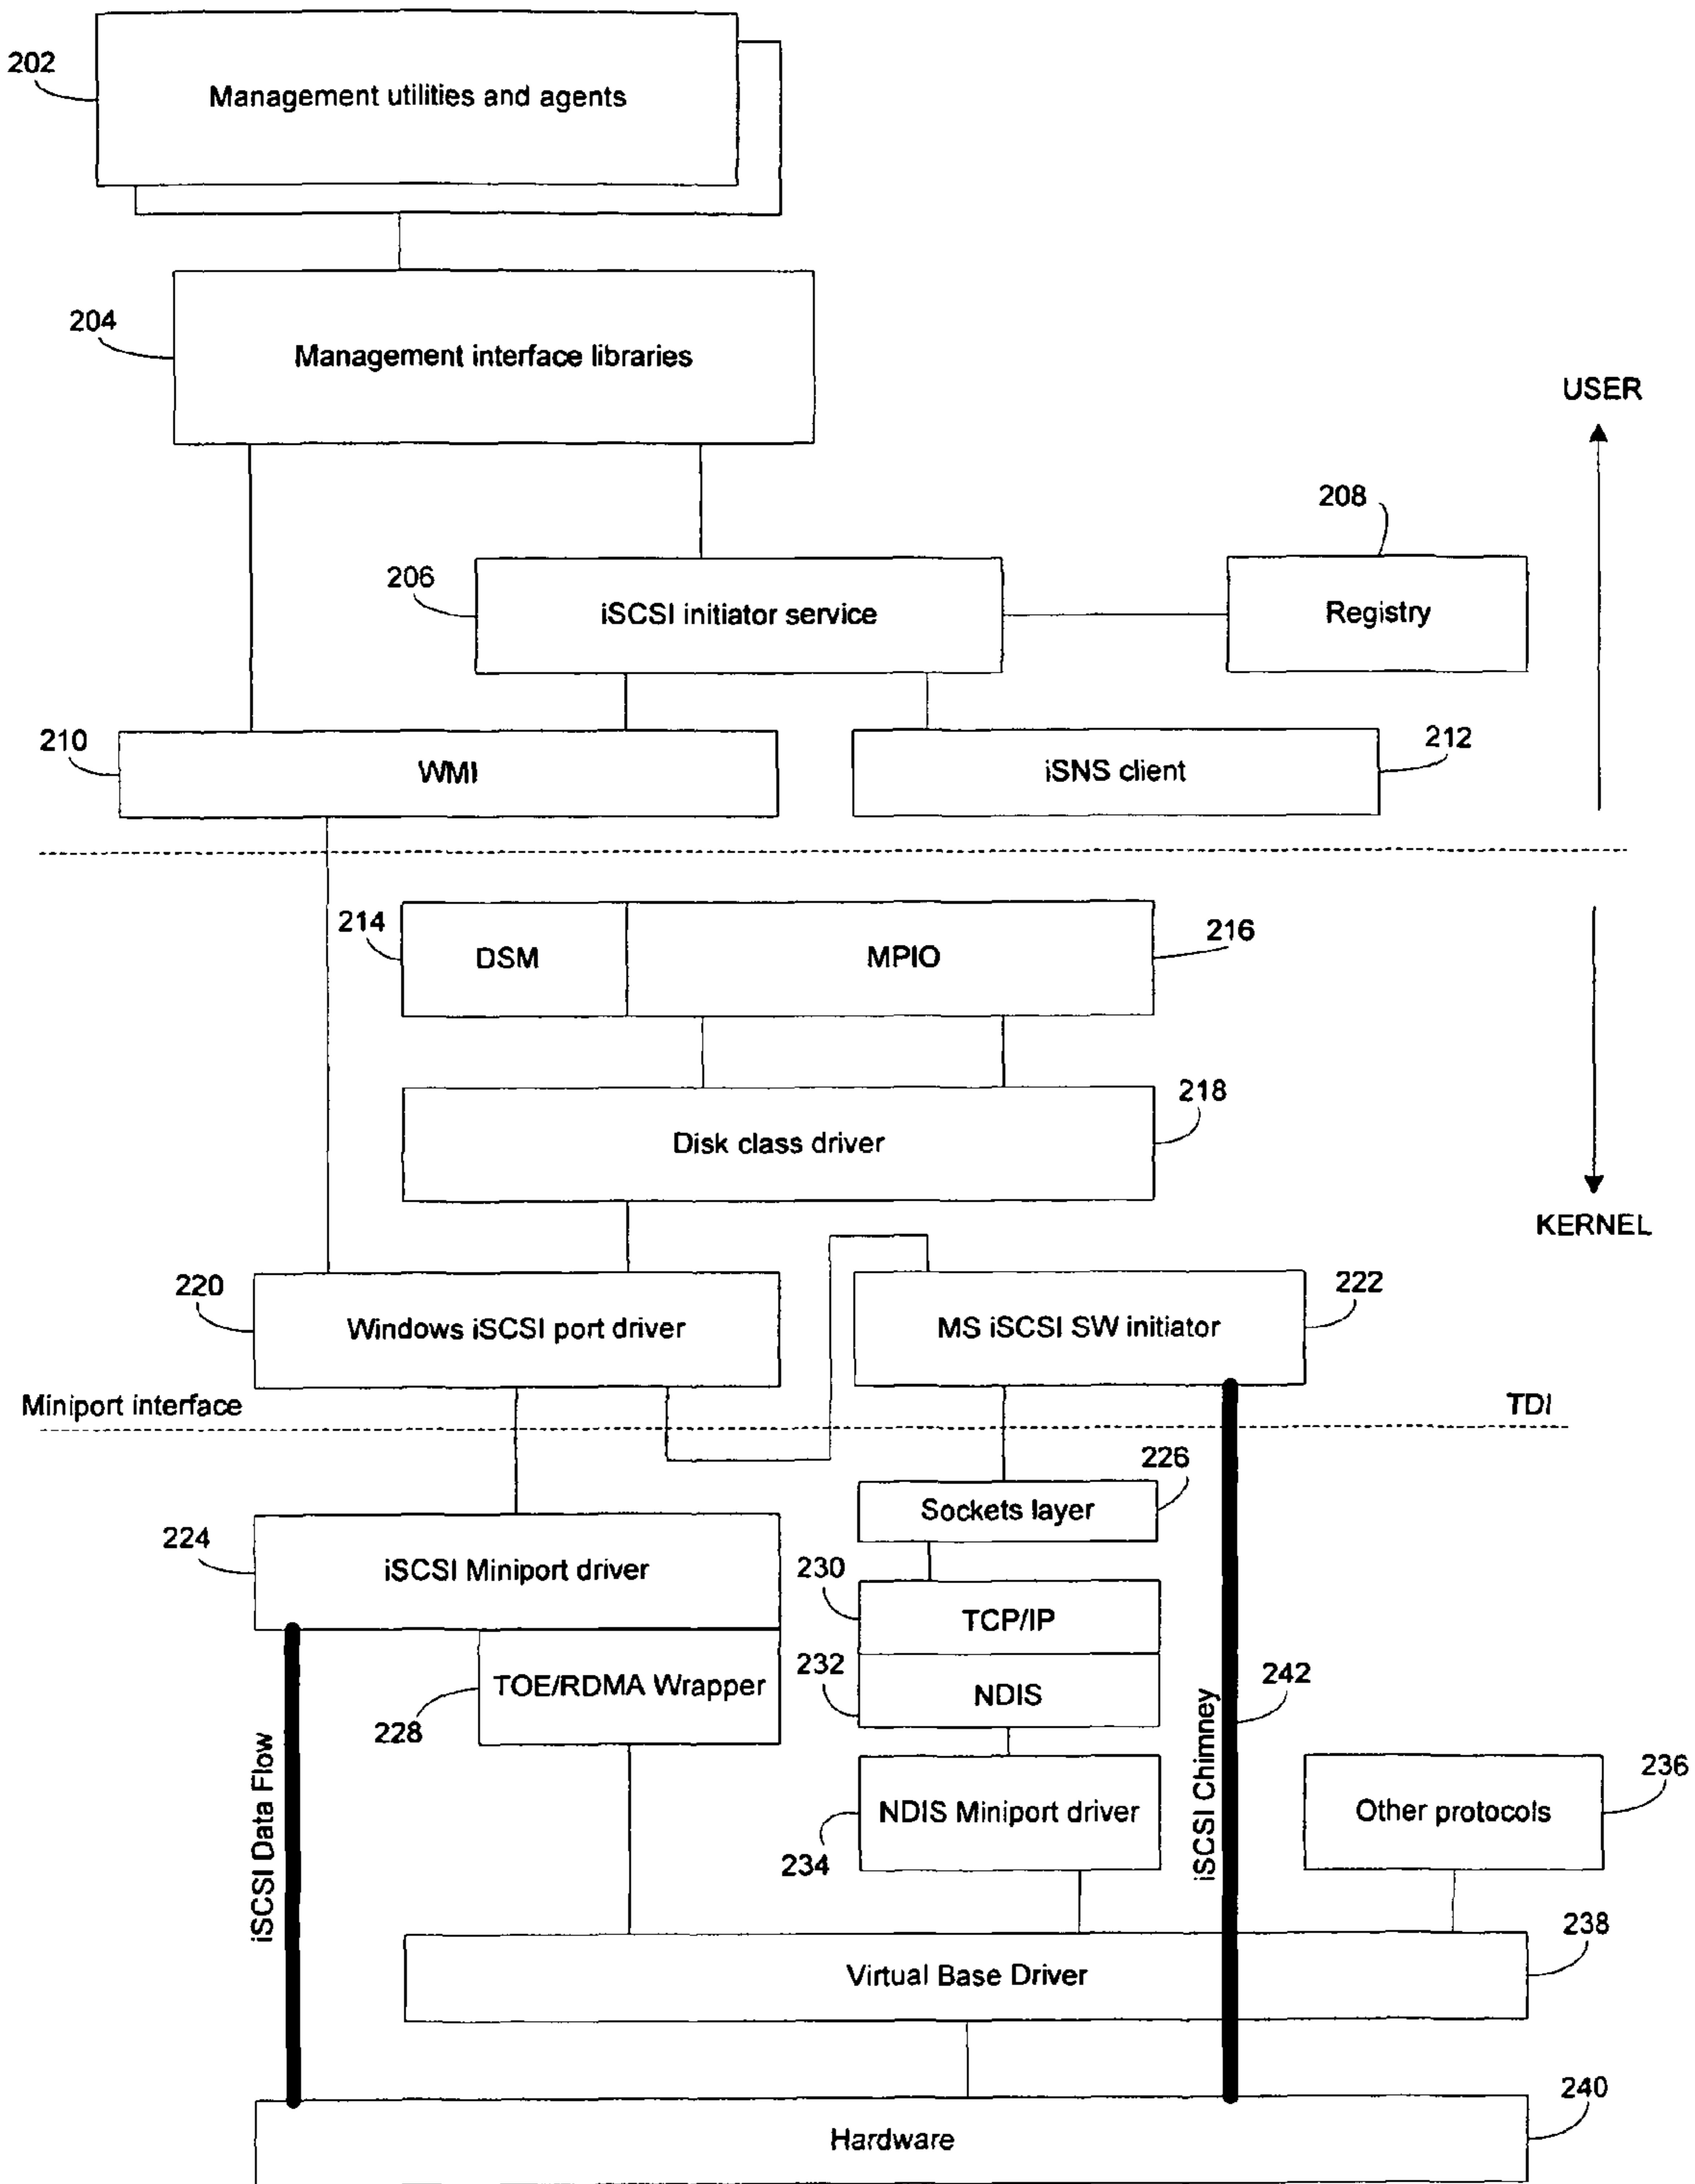 202
Management utilities and agents
204
Management interface libraries
USER
208
206
iSCSI initiator service
Registry
210
WMI
iSNS client
212
214
DSM
MPIO
216
218
Disk class driver
KERNEL
220
Windows iSCSI port driver
MS iSCSI SW initiator
222
Miniport interface
TDI
226
Sockets layer
224
iSCSI Miniport driver
230
TCP/IP
232
NDIS
TOE/RDMA Wrapper
228
242
iSCSI Chimney
iSCSI Data Flow
236
NDIS Miniport driver
Other protocols
234
238
Virtual Base Driver
240
Hardware